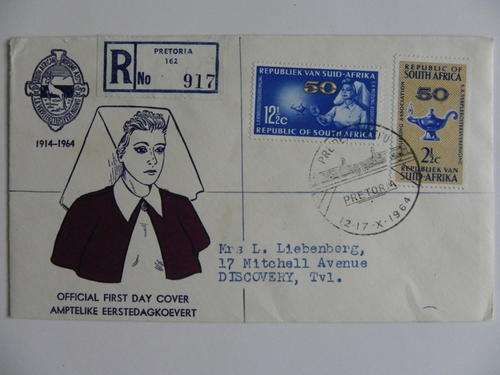 1914-1964
OFFICIAL FIRST DAY COVER
AMPTELIKE EERSTEDAGKOEVERT
PRETORIA
162
R No 917
REPUBLIEK VAN SUID-AFRIKA
50
12½c
REPUBLIC OF SOUTH AFRICA
REPUBLIC OF
SOUTH AFRICA
50
2½c
REPUBLIEK VAN
SUID-AFRIKA
PRETORIA
12-17-X-1964
Mrs L. Liebenberg,
17 Mitchell Avenue
DISCOVERY, Tvl.